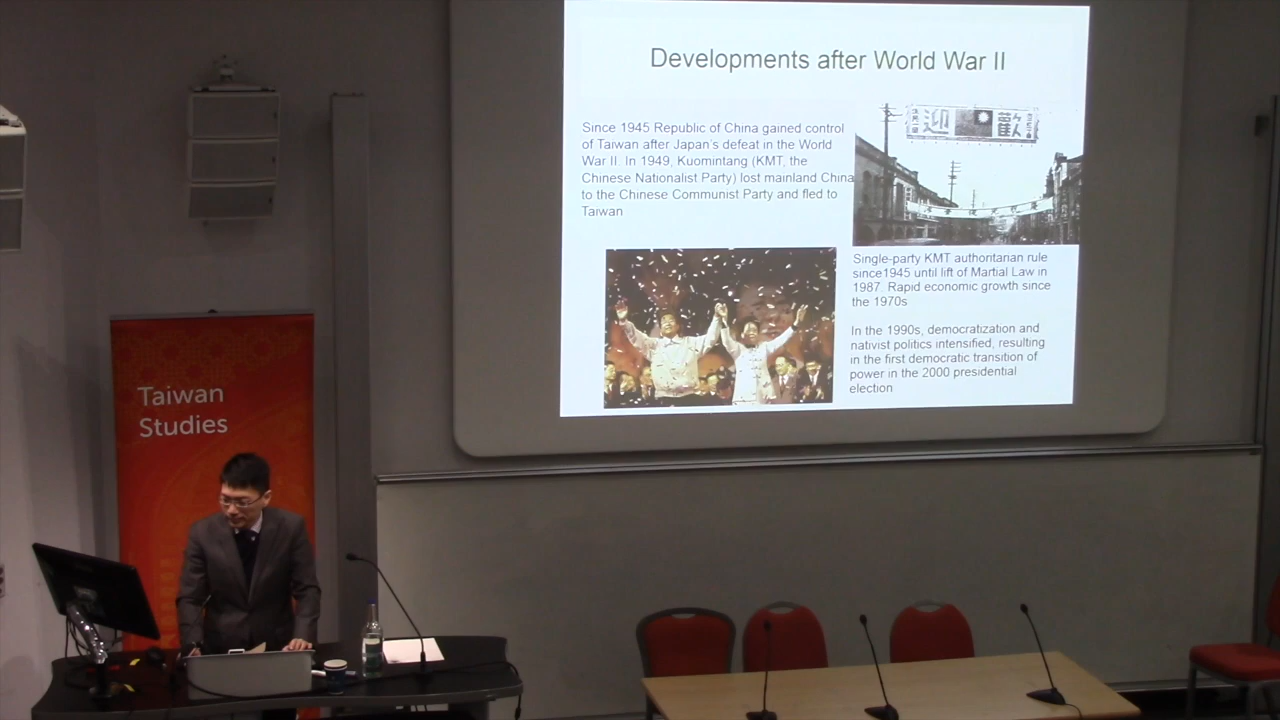 Developments after World War II
Since 1945 Republic of China gained control
of Taiwan after Japan's defeat in the World
War II. In 1949, Kuomintang (KMT, the
Chinese Nationalist Party) lost mainland China
to the Chinese Communist Party and fled to
Taiwan
迎 歡
Single-party KMT authoritarian rule
since1945 until lift of Martial Law in
1987. Rapid economic growth since
the 1970s
In the 1990s, democratization and
nativist politics intensified, resulting
in the first democratic transition of
power in the 2000 presidential
election
Taiwan
Studies